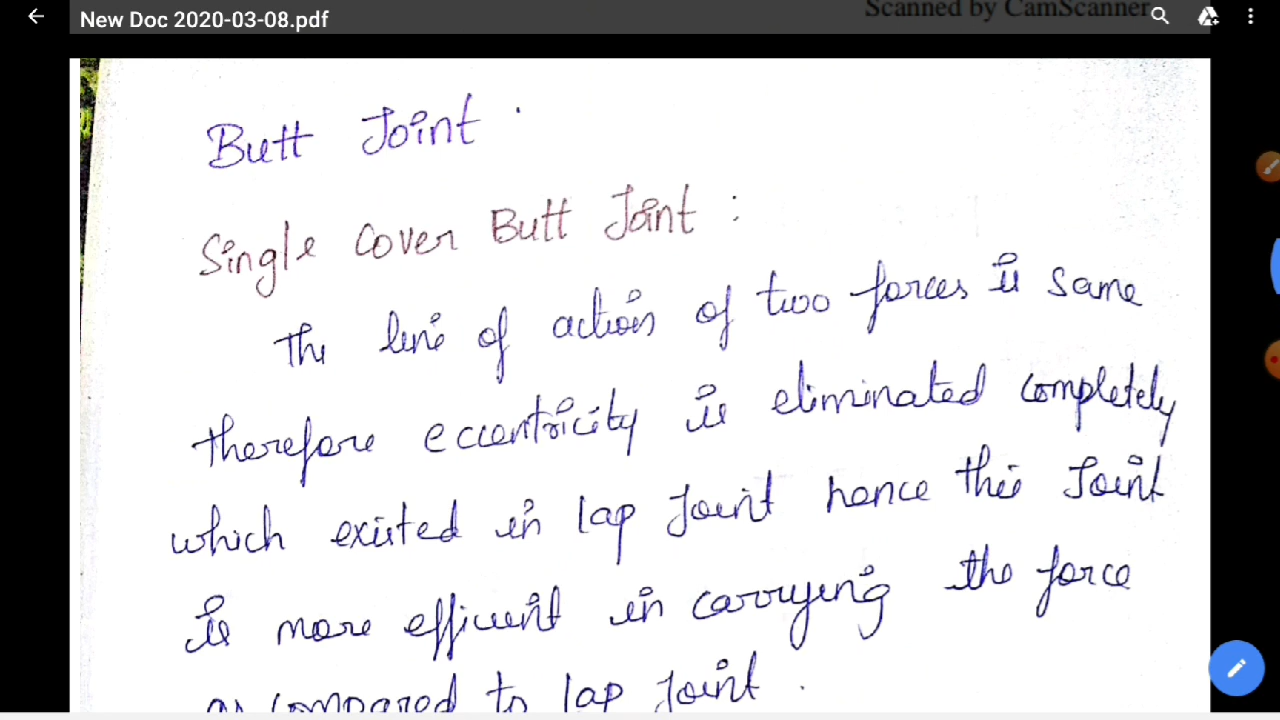 Scanned by CamScanner
New Doc 2020-03-08.pdf
Butt Joint.
Single Cover Butt Joint :
The line of action of two forces is same
therefore eccentricity is eliminated completely
which existed in lap Joint hence this Joint
is more efficient in carrying the force
as compared to lap Joint.